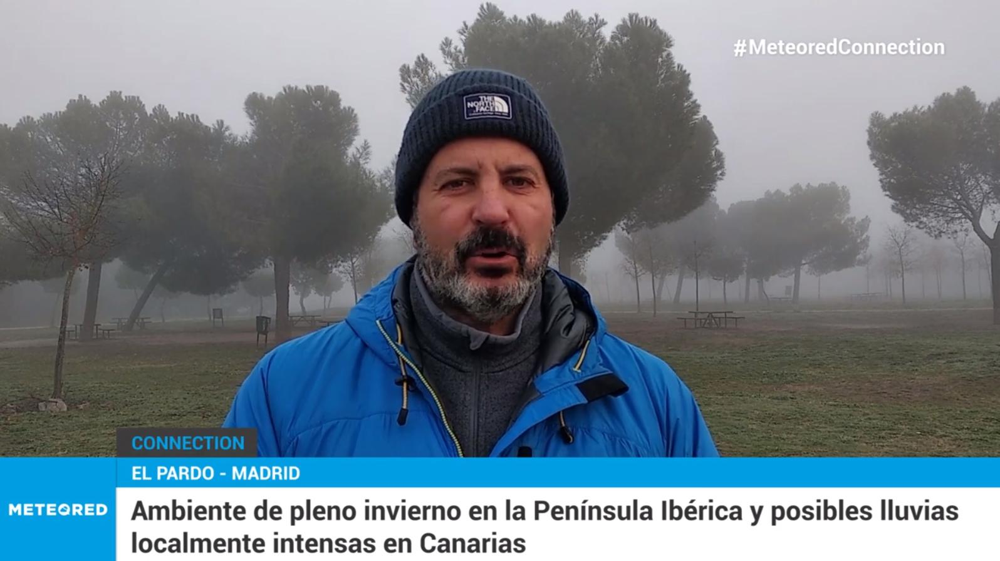 #MeteoredConnection
THE
NORTH
FACE
CONNECTION
EL PARDO - MADRID
METEORED
Ambiente de pleno invierno en la Península Ibérica y posibles lluvias
localmente intensas en Canarias